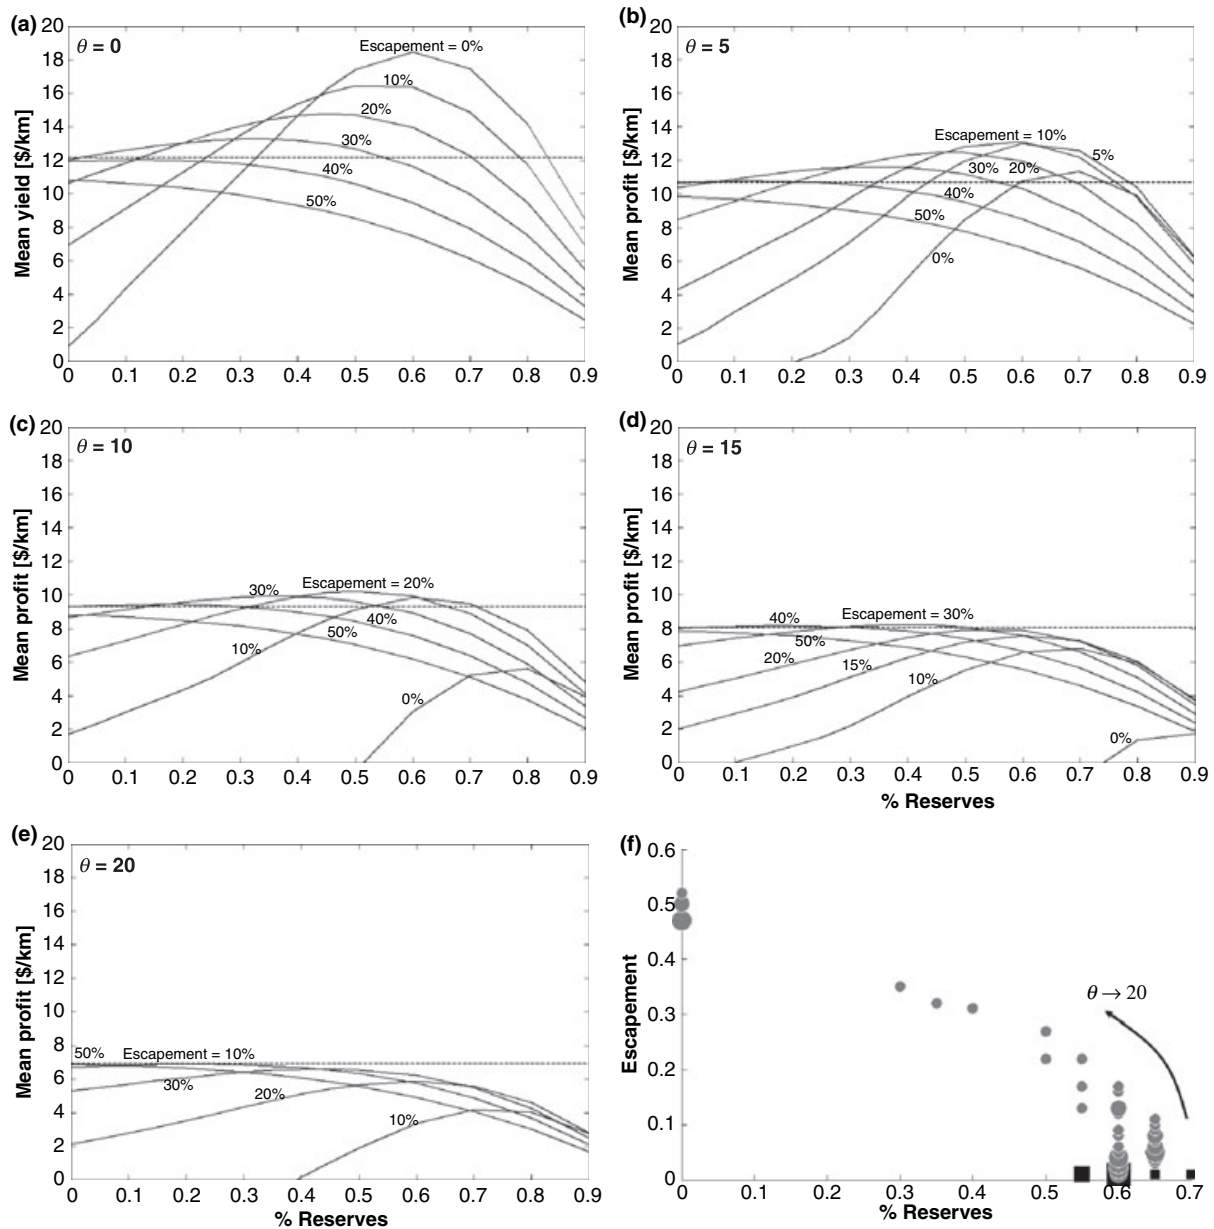 (a)
θ = 0
Mean yield [$/km]
20
18
16
14
12
10
8
6
4
2
0
Escapement = 0%
10%
20%
30%
40%
50%
0 0.1 0.2 0.3 0.4 0.5 0.6 0.7 0.8 0.9
(b)
θ = 5
Mean profit [$/km]
20
18
16
14
12
10
8
6
4
2
0
Escapement = 10%
5%
30% 20%
40%
50%
0%
0 0.1 0.2 0.3 0.4 0.5 0.6 0.7 0.8 0.9
(c)
θ = 10
Mean profit [$/km]
20
18
16
14
12
10
8
6
4
2
0
30% Escapement = 20%
40%
50%
10%
0%
0 0.1 0.2 0.3 0.4 0.5 0.6 0.7 0.8 0.9
(d)
θ = 15
Mean profit [$/km]
20
18
16
14
12
10
8
6
4
2
0
40% Escapement = 30%
50%
20% 15%
10%
0%
0 0.1 0.2 0.3 0.4 0.5 0.6 0.7 0.8 0.9
% Reserves
(e)
θ = 20
Mean profit [$/km]
20
18
16
14
12
10
8
6
4
2
0
50% Escapement = 10%
30%
20%
10%
0 0.1 0.2 0.3 0.4 0.5 0.6 0.7 0.8 0.9
% Reserves
(f)
Escapement
0.6
0.5
0.4
0.3
0.2
0.1
0
θ → 20
0 0.1 0.2 0.3 0.4 0.5 0.6 0.7
% Reserves